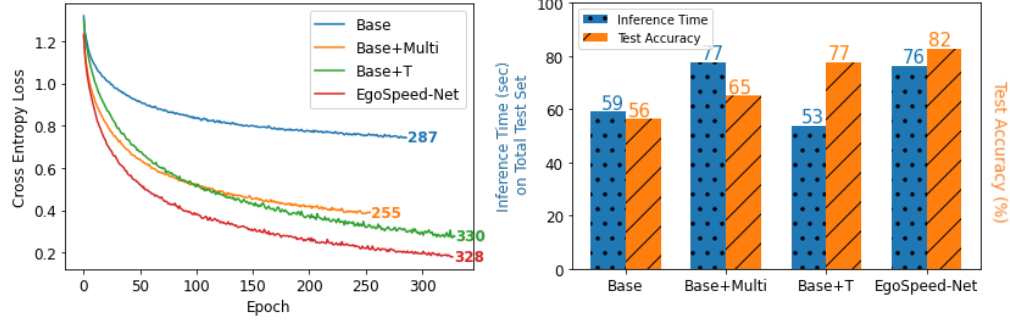 1.2
1.0
0.8
0.6
0.4
0.2
Cross Entropy Loss
Base
Base+Multi
Base+T
EgoSpeed-Net
287
255
330
328
0 50 100 150 200 250 300
Epoch
100
80
60
40
20
0
Inference Time (sec)
on Total Test Set
Inference Time
Test Accuracy
59 56
77 65
53 77
76 82
Base Base+Multi Base+T EgoSpeed-Net
Test Accuracy (%)